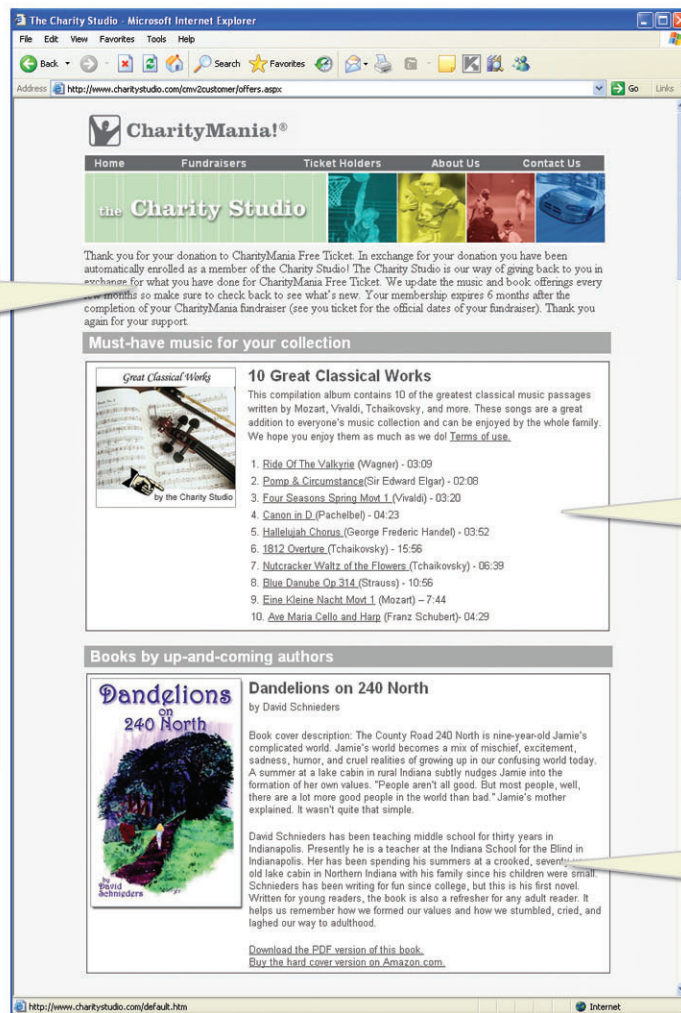 The Charity Studio - Microsoft Internet Explorer
File Edit View Favorites Tools Help
Back Search Favorites
Address http://www.charitystudio.com/cmv2customer/offers.aspx Go Links
CharityMania!®
Home Fundraisers Ticket Holders About Us Contact Us
the Charity Studio
Thank you for your donation to CharityMania Free Ticket. In exchange for your donation you have been
automatically enrolled as a member of the Charity Studio! The Charity Studio is our way of giving back to you in
exchange for what you have done for CharityMania Free Ticket. We update the music and book offerings every
few months so make sure to check back to see what's new. Your membership expires 6 months after the
completion of your CharityMania fundraiser (see you ticket for the official dates of your fundraiser). Thank you
again for your support.
Must-have music for your collection
Great Classical Works
by the Charity Studio
10 Great Classical Works
This compilation album contains 10 of the greatest classical music passages
written by Mozart, Vivaldi, Tchaikovsky, and more. These songs are a great
addition to everyone's music collection and can be enjoyed by the whole family.
We hope you enjoy them as much as we do! Terms of use.
1. Ride Of The Valkyrie (Wagner) - 03:09
2. Pomp & Circumstance(Sir Edward Elgar) - 02:08
3. Four Seasons Spring Movt 1 (Vivaldi) - 03:20
4. Canon in D (Pachelbel) - 04:23
5. Hallelujah Chorus (George Frederic Handel) - 03:52
6. 1812 Overture (Tchaikovsky) - 15:56
7. Nutcracker Waltz of the Flowers (Tchaikovsky) - 06:39
8. Blue Danube Op 314 (Strauss) - 10:56
9. Eine Kleine Nacht Movt 1 (Mozart) – 7:44
10. Ave Maria Cello and Harp (Franz Schubert)- 04:29
Books by up-and-coming authors
Dandelions
on
240 North
by
David
Schnieders
Dandelions on 240 North
by David Schnieders
Book cover description: The County Road 240 North is nine-year-old Jamie's
complicated world. Jamie's world becomes a mix of mischief, excitement,
sadness, humor, and cruel realities of growing up in our confusing world today.
A summer at a lake cabin in rural Indiana subtly nudges Jamie into the
formation of her own values. "People aren't all good. But most people, well,
there are a lot more good people in the world than bad." Jamie's mother
explained. It wasn't quite that simple.
David Schnieders has been teaching middle school for thirty years in
Indianapolis. Presently he is a teacher at the Indiana School for the Blind in
Indianapolis. Her has been spending his summers at a crooked,
old lake cabin in Northern Indiana with his family since his children were small.
Schnieders has been writing for fun since college, but this is his first novel.
Written for young readers, the book is also a refresher for any adult reader. It
helps us remember how we formed our values and how we stumbled, cried, and
laghed our way to adulthood.
Download the PDF version of this book.
Buy the hard cover version on Amazon.com.
http://www.charitystudio.com/default.htm Internet